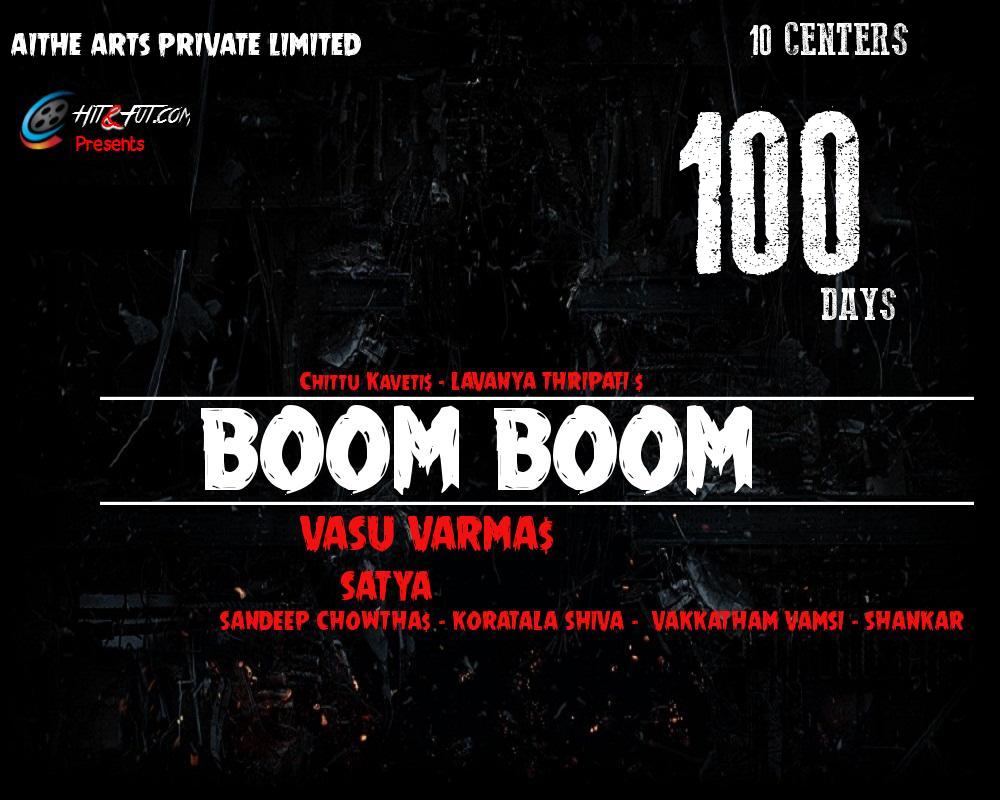 AITHE ARTS PRIVATE LIMITED
10 CENTERS
HIT&FUT.COM
Presents
100
DAYS
CHITTU KAVETI$ - LAVANYA THRIPATI $
BOOM BOOM
VASU VARMA$
SATYA
SANDEEP CHOWTHA$ - KORATALA SHIVA - VAKKATHAM VAMSI - SHANKAR